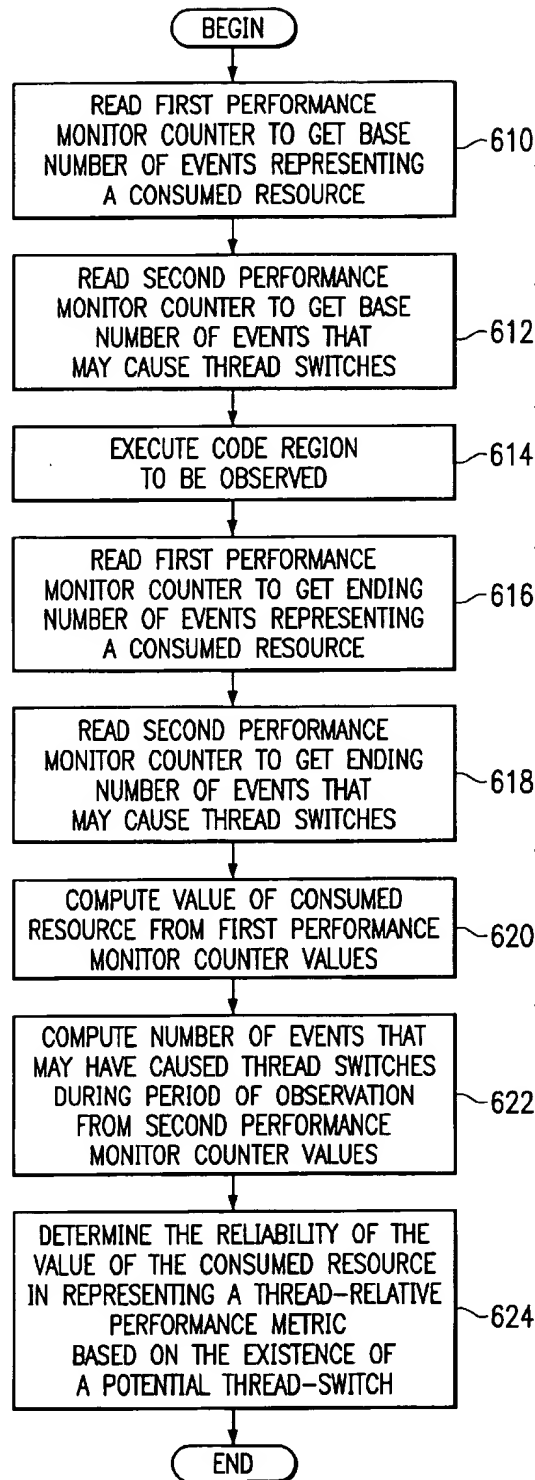 BEGIN
READ FIRST PERFORMANCE
MONITOR COUNTER TO GET BASE
NUMBER OF EVENTS REPRESENTING
A CONSUMED RESOURCE
610
READ SECOND PERFORMANCE
MONITOR COUNTER TO GET BASE
NUMBER OF EVENTS THAT
MAY CAUSE THREAD SWITCHES
612
EXECUTE CODE REGION
TO BE OBSERVED
614
READ FIRST PERFORMANCE
MONITOR COUNTER TO GET ENDING
NUMBER OF EVENTS REPRESENTING
A CONSUMED RESOURCE
616
READ SECOND PERFORMANCE
MONITOR COUNTER TO GET ENDING
NUMBER OF EVENTS THAT
MAY CAUSE THREAD SWITCHES
618
COMPUTE VALUE OF CONSUMED
RESOURCE FROM FIRST PERFORMANCE
MONITOR COUNTER VALUES
620
COMPUTE NUMBER OF EVENTS THAT
MAY HAVE CAUSED THREAD SWITCHES
DURING PERIOD OF OBSERVATION
FROM SECOND PERFORMANCE
MONITOR COUNTER VALUES
622
DETERMINE THE RELIABILITY OF THE
VALUE OF THE CONSUMED RESOURCE
IN REPRESENTING A THREAD-RELATIVE
PERFORMANCE METRIC
BASED ON THE EXISTENCE OF
A POTENTIAL THREAD-SWITCH
624
END